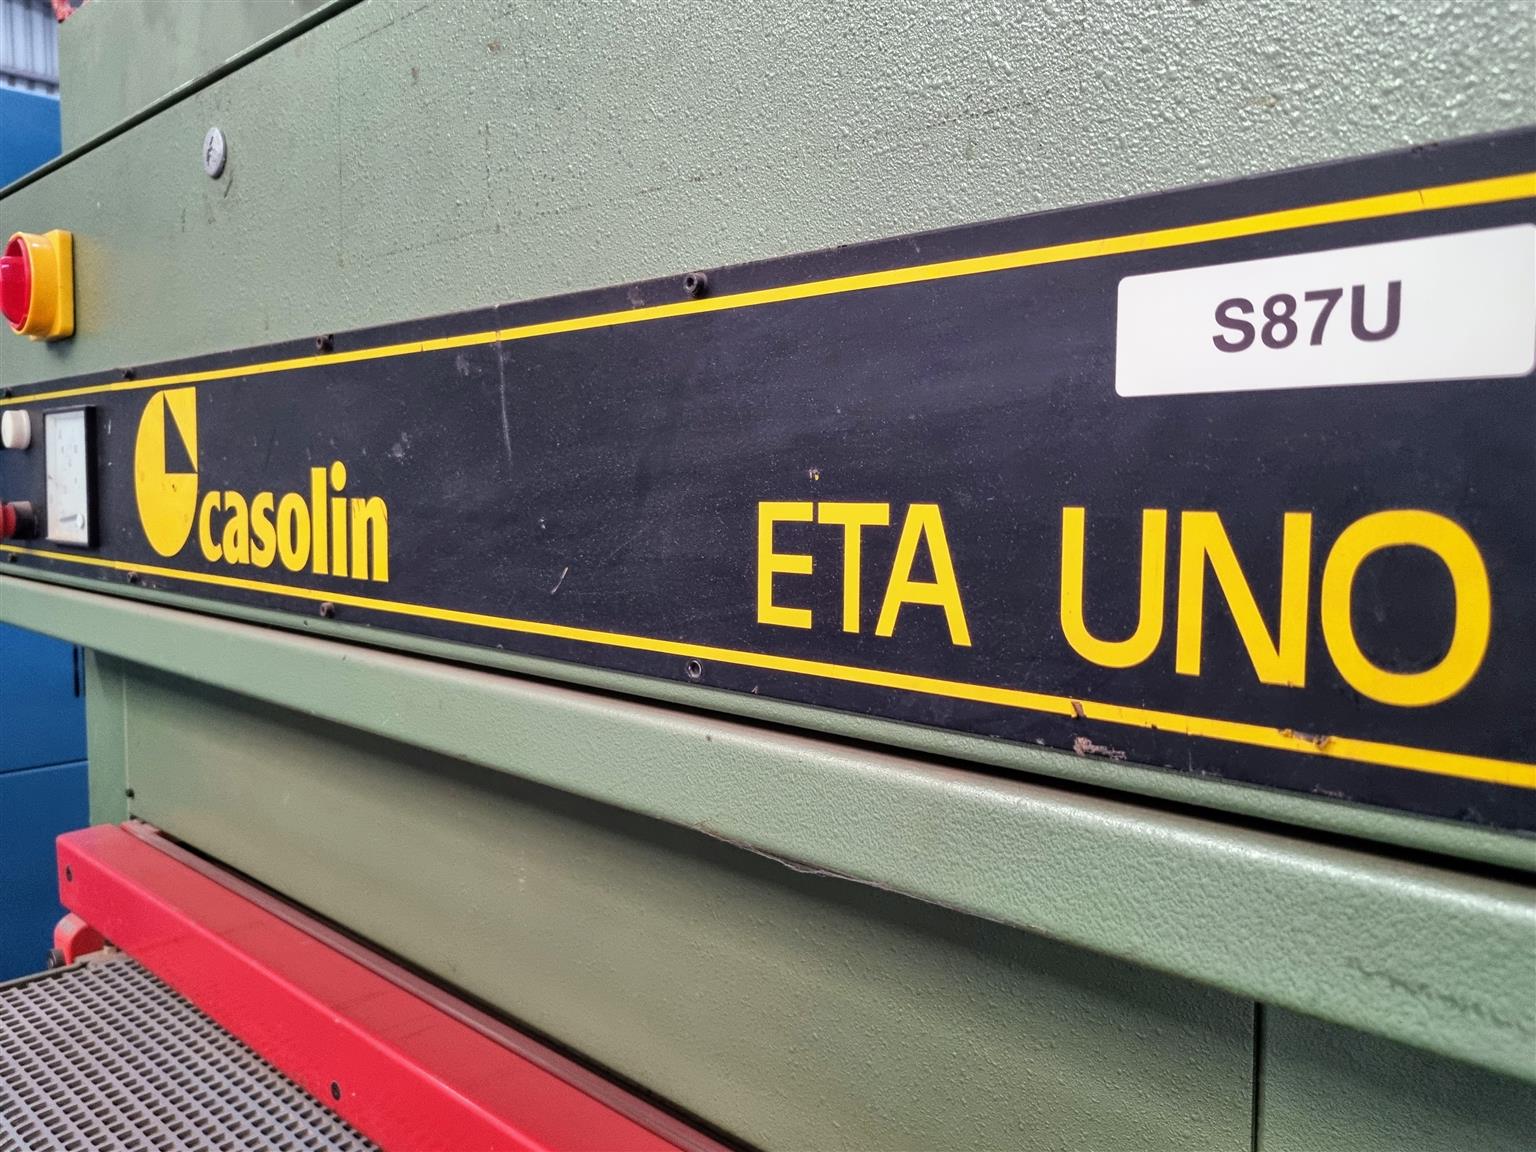 S87U
casolin
ETA UNO